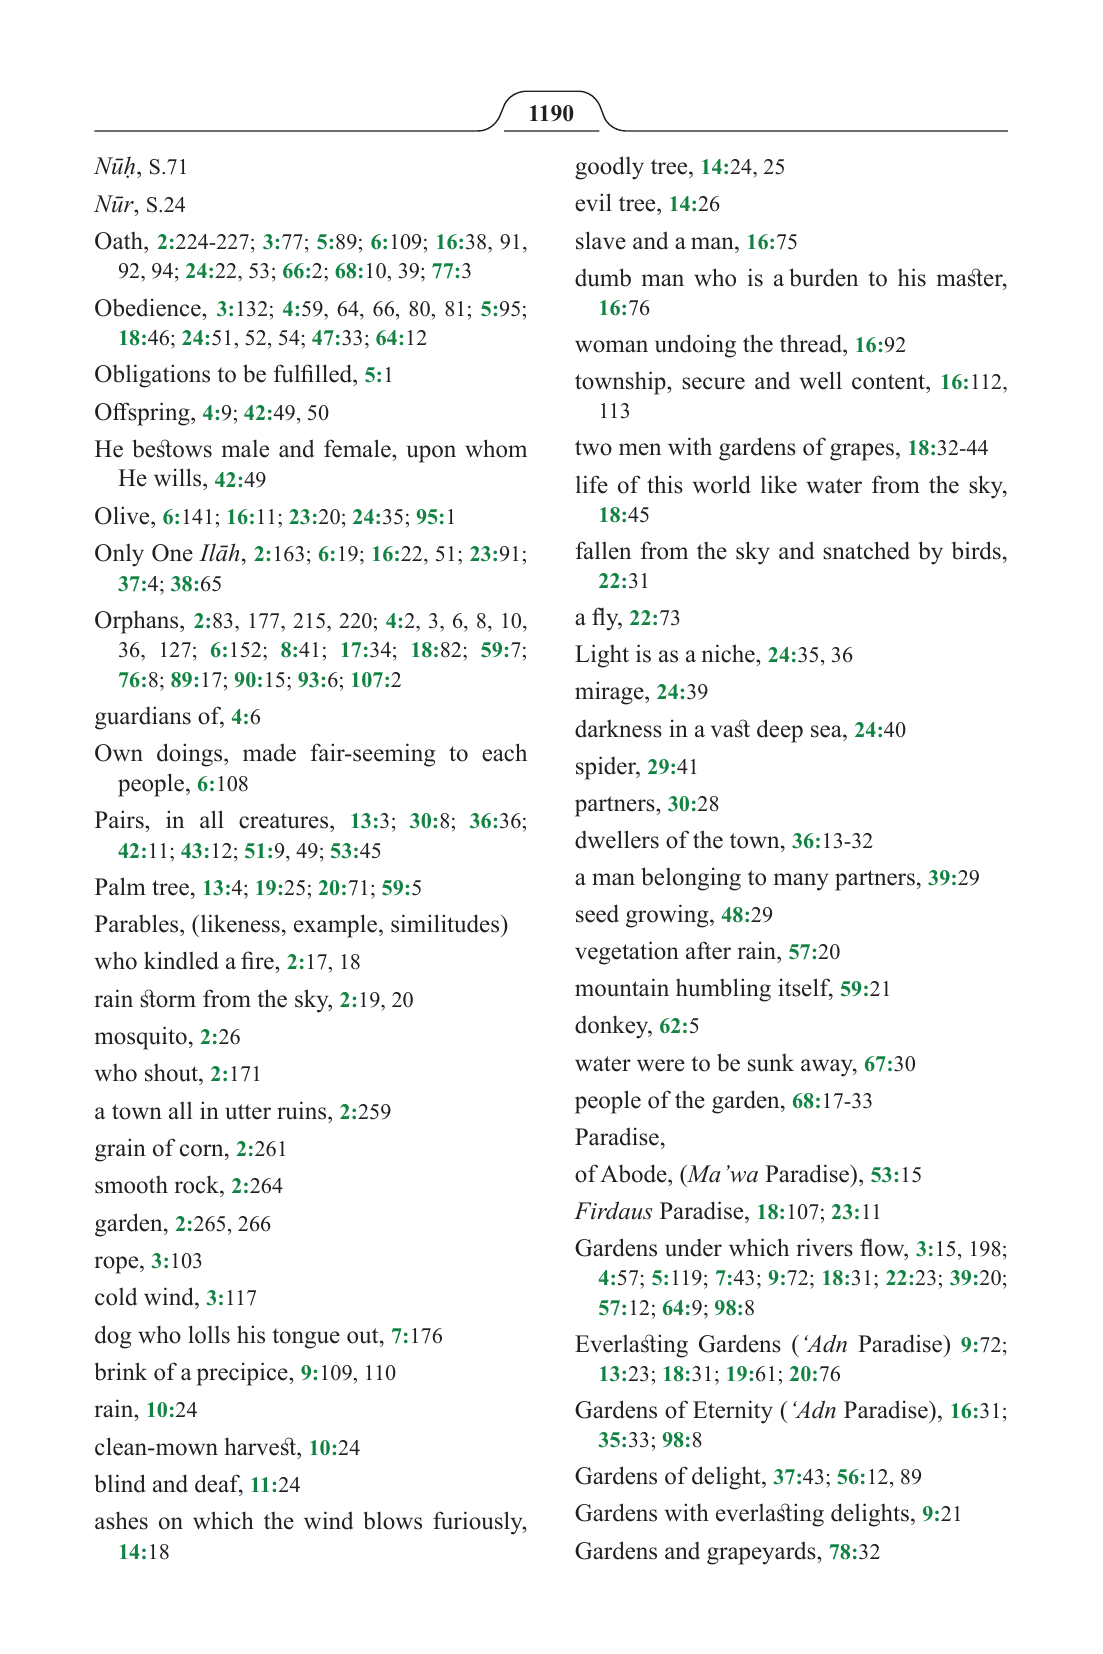 1190
Nūḥ, S.71
Nūr, S.24
Oath, 2:224-227; 3:77; 5:89; 6:109; 16:38, 91,
92, 94; 24:22, 53; 66:2; 68:10, 39; 77:3
Obedience, 3:132; 4:59, 64, 66, 80, 81; 5:95;
18:46; 24:51, 52, 54; 47:33; 64:12
Obligations to be fulfilled, 5:1
Offspring, 4:9; 42:49, 50
He bestows male and female, upon whom
He wills, 42:49
Olive, 6:141; 16:11; 23:20; 24:35; 95:1
Only One Ilāh, 2:163; 6:19; 16:22, 51; 23:91;
37:4; 38:65
Orphans, 2:83, 177, 215, 220; 4:2, 3, 6, 8, 10,
36, 127; 6:152; 8:41; 17:34; 18:82; 59:7;
76:8; 89:17; 90:15; 93:6; 107:2
guardians of, 4:6
Own doings, made fair-seeming to each
people, 6:108
Pairs, in all creatures, 13:3; 30:8; 36:36;
42:11; 43:12; 51:9, 49; 53:45
Palm tree, 13:4; 19:25; 20:71; 59:5
Parables, (likeness, example, similitudes)
who kindled a fire, 2:17, 18
rain storm from the sky, 2:19, 20
mosquito, 2:26
who shout, 2:171
a town all in utter ruins, 2:259
grain of corn, 2:261
smooth rock, 2:264
garden, 2:265, 266
rope, 3:103
cold wind, 3:117
dog who lolls his tongue out, 7:176
brink of a precipice, 9:109, 110
rain, 10:24
clean-mown harvest, 10:24
blind and deaf, 11:24
ashes on which the wind blows furiously,
14:18
goodly tree, 14:24, 25
evil tree, 14:26
slave and a man, 16:75
dumb man who is a burden to his master,
16:76
woman undoing the thread, 16:92
township, secure and well content, 16:112,
113
two men with gardens of grapes, 18:32-44
life of this world like water from the sky,
18:45
fallen from the sky and snatched by birds,
22:31
a fly, 22:73
Light is as a niche, 24:35, 36
mirage, 24:39
darkness in a vast deep sea, 24:40
spider, 29:41
partners, 30:28
dwellers of the town, 36:13-32
a man belonging to many partners, 39:29
seed growing, 48:29
vegetation after rain, 57:20
mountain humbling itself, 59:21
donkey, 62:5
water were to be sunk away, 67:30
people of the garden, 68:17-33
Paradise,
of Abode, (Ma’wa Paradise), 53:15
Firdaus Paradise, 18:107; 23:11
Gardens under which rivers flow, 3:15, 198;
4:57; 5:119; 7:43; 9:72; 18:31; 22:23; 39:20;
57:12; 64:9; 98:8
Everlasting Gardens (‘Adn Paradise) 9:72;
13:23; 18:31; 19:61; 20:76
Gardens of Eternity (‘Adn Paradise), 16:31;
35:33; 98:8
Gardens of delight, 37:43; 56:12, 89
Gardens with everlasting delights, 9:21
Gardens and grapeyards, 78:32